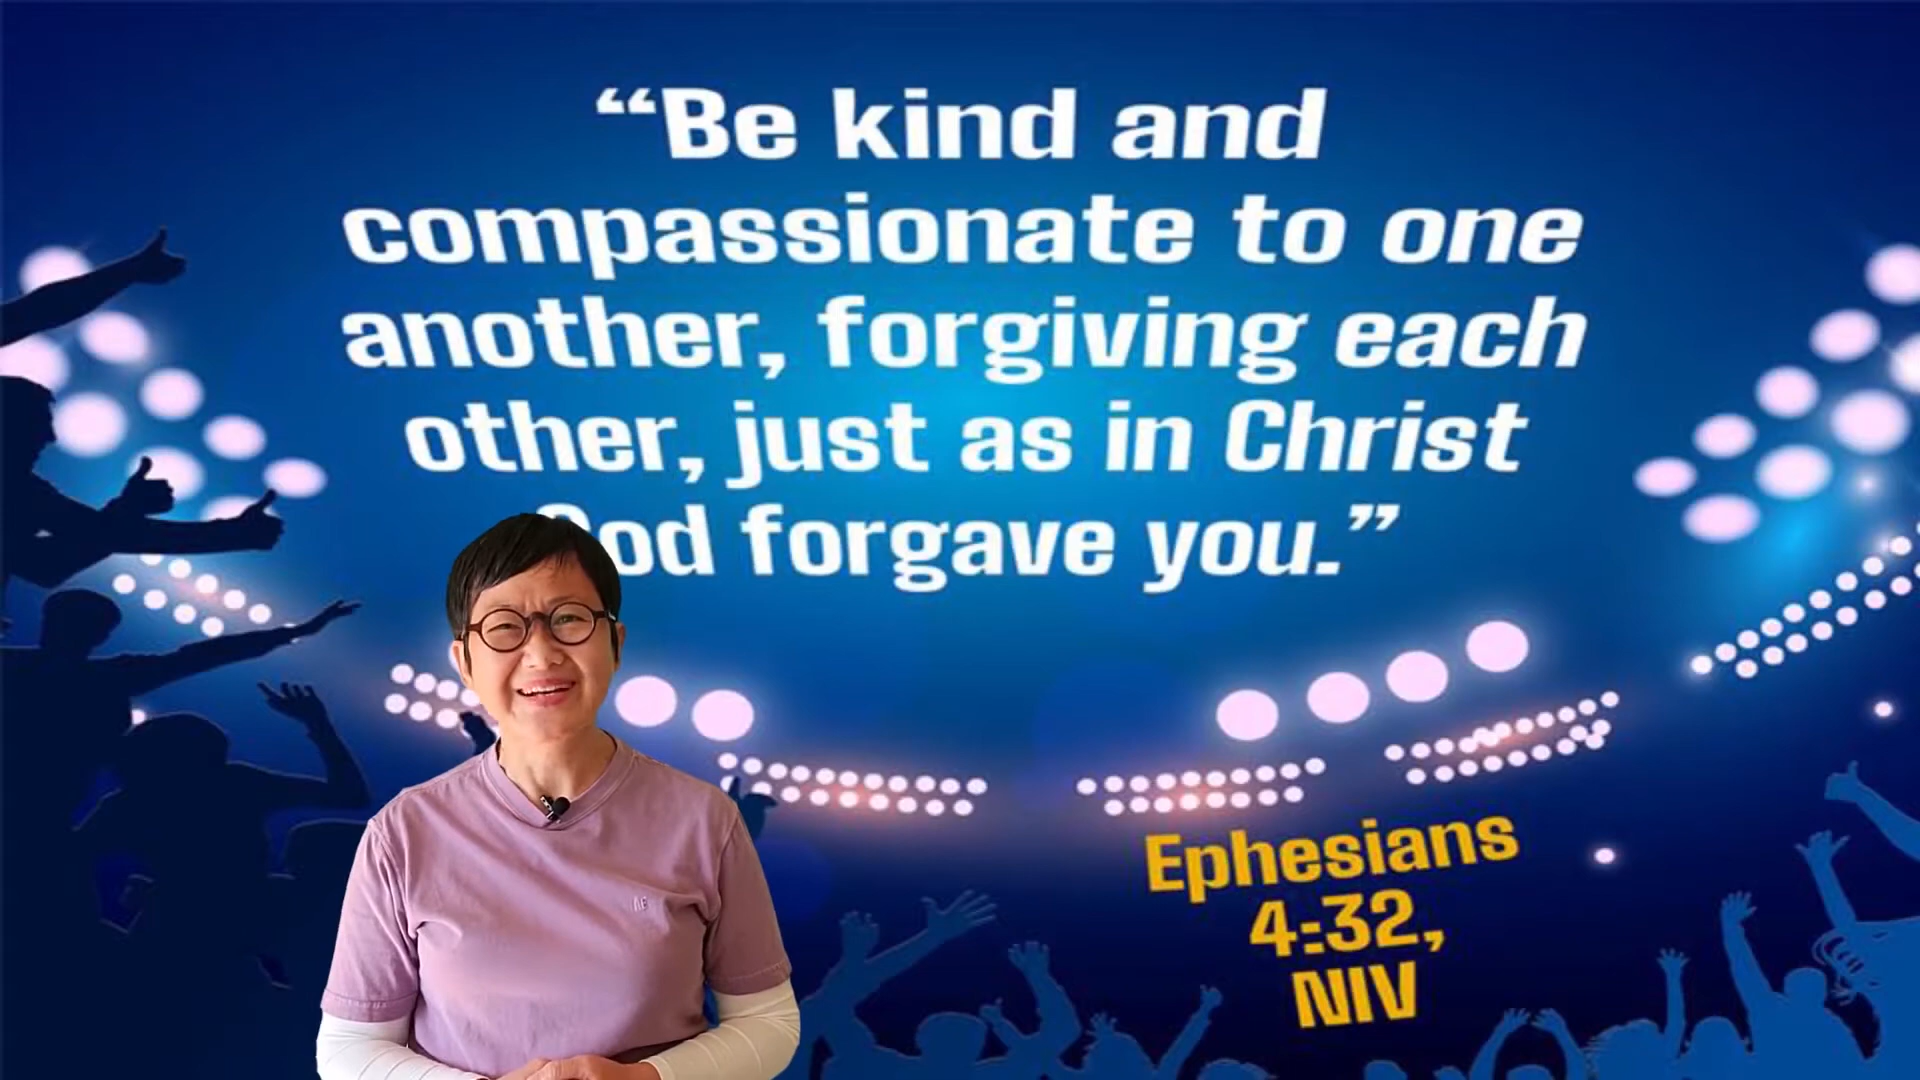 “Be kind and
compassionate to one
another, forgiving each
other, just as in Christ
God forgave you.”
Ephesians
4:32,
NIV